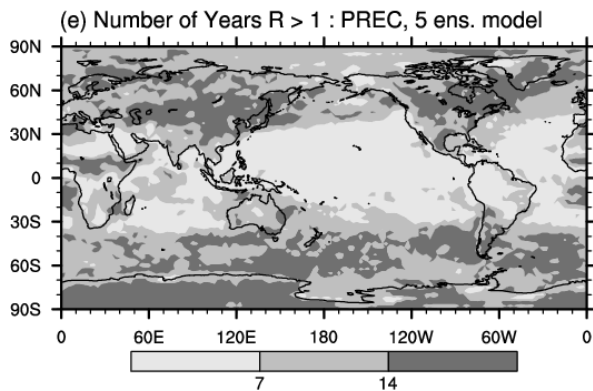 (e) Number of Years R > 1 : PREC, 5 ens. model
90N
60N
30N
0
30S
60S
90S
0 60E 120E 180 120W 60W 0
7 14